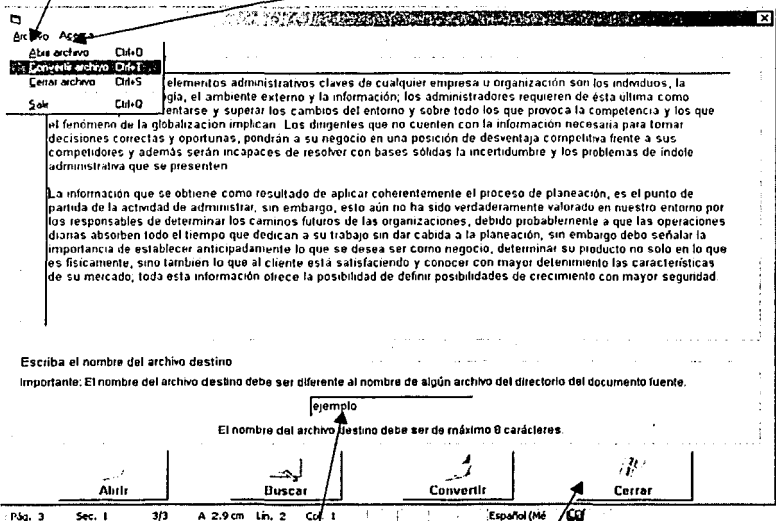 Archivo Ayuda
Abrir archivo Ctrl+O
Convertir archivo Ctrl+T
Cerrar archivo Ctrl+S
Salir Ctrl+Q
elementos administrativos claves de cualquier empresa u organización son los individuos, la
gía, el ambiente externo y la información; los administradores requieren de ésta última como
entarse y superar los cambios del entorno y sobre todo los que provoca la competencia y los que
el fenómeno de la globalización implican. Los dirigentes que no cuenten con la información necesaria para tomar
decisiones correctas y oportunas, pondrán a su negocio en una posición de desventaja competitiva frente a sus
competidores y además serán incapaces de resolver con bases sólidas la incertidumbre y los problemas de índole
administrativa que se presenten
La información que se obtiene como resultado de aplicar coherentemente el proceso de planeación, es el punto de
partida de la actividad de administrar, sin embargo, esto aún no ha sido verdaderamente valorado en nuestro entorno por
los responsables de determinar los caminos futuros de las organizaciones, debido probablemente a que las operaciones
diarias absorben todo el tiempo que dedican a su trabajo sin dar cabida a la planeación, sin embargo debo señalar la
importancia de establecer anticipadamente lo que se desea ser como negocio, determinar su producto no solo en lo que
es físicamente, sino tambien lo que al cliente está satisfaciendo y conocer con mayor detenimiento las características
de su mercado; toda esta información ofrece la posibilidad de definir posibilidades de crecimiento con mayor seguridad.
Escriba el nombre del archivo destino
Importante: El nombre del archivo destino debe ser diferente al nombre de algún archivo del directorio del documento fuente.
ejemplo
El nombre del archivo destino debe ser de máximo 8 carácteres.
Abrir Buscar Convertir Cerrar
Pág. 3 Sec. 1 3/3 A 2.9 cm Lín. 2 Col. 1 Español (Mé